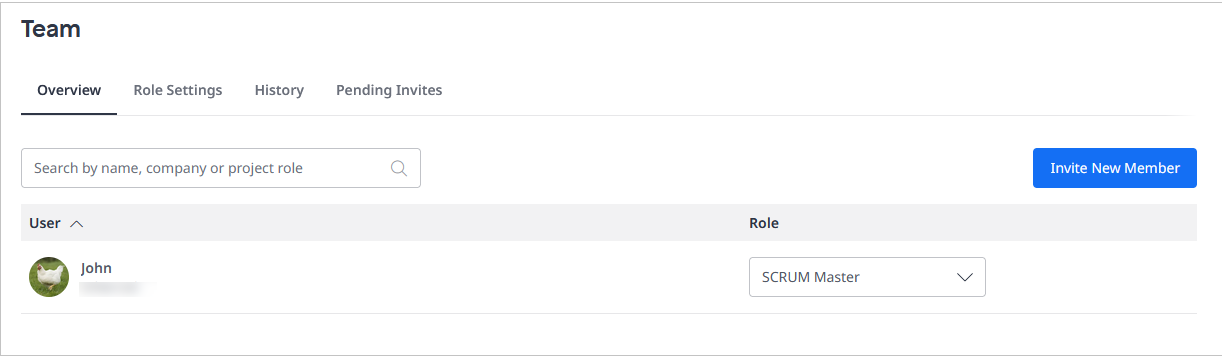 Team
Overview Role Settings History Pending Invites
Search by name, company or project role Invite New Member
User Role
John
SCRUM Master